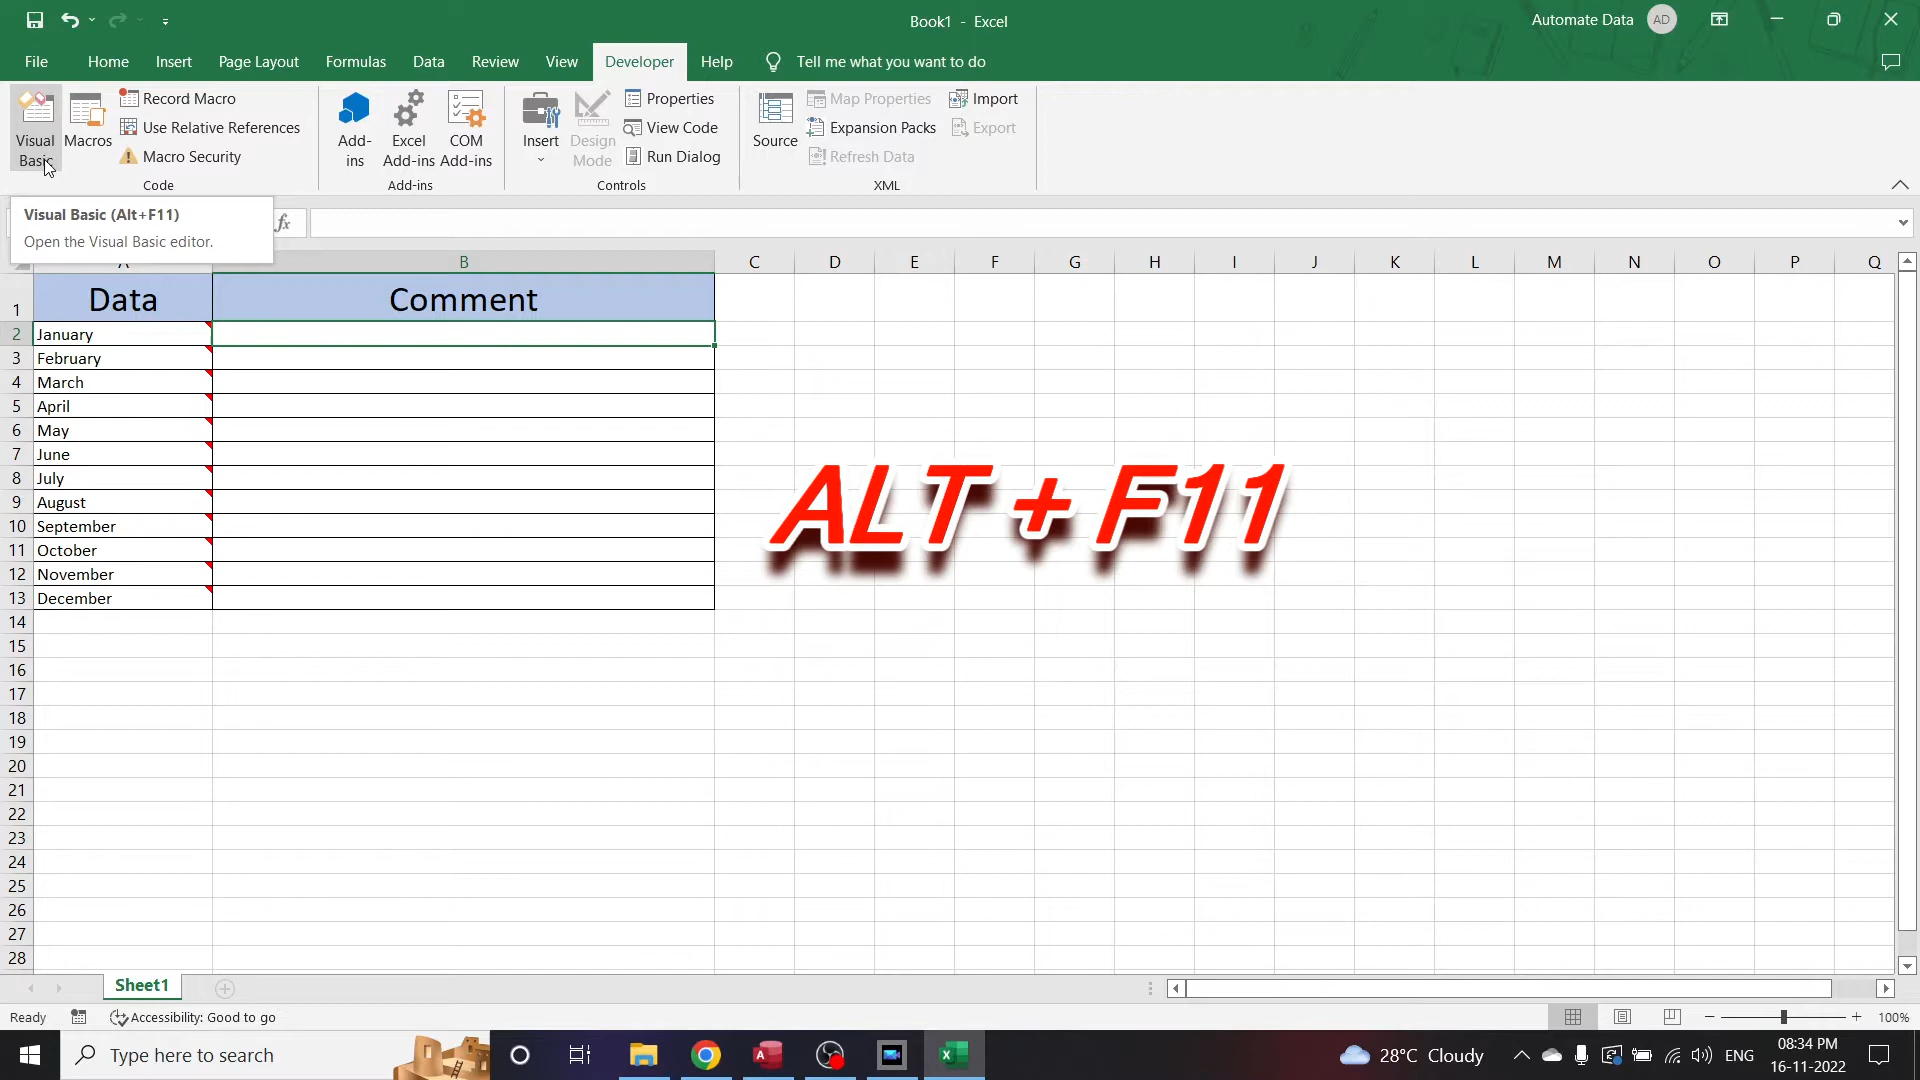 Book1 - Excel
Automate Data
AD
File Home Insert Page Layout Formulas Data Review View Developer Help Tell me what you want to do
Visual Basic
Macros
Record Macro
Use Relative References
Macro Security
Code
Add-ins
Excel Add-ins
COM Add-ins
Add-ins
Insert
Design Mode
Properties
View Code
Run Dialog
Controls
Source
Map Properties
Expansion Packs
Refresh Data
Import
Export
XML
Visual Basic (Alt+F11)
Open the Visual Basic editor.
fx
B C D E F G H I J K L M N O P Q
1 Data Comment
2 January
3 February
4 March
5 April
6 May
7 June
8 July
9 August
10 September
11 October
12 November
13 December
14
15
16
17
18
19
20
21
22
23
24
25
26
27
28
ALT + F11
Sheet1
Ready
Accessibility: Good to go
100%
Type here to search
28°C Cloudy
ENG
08:34 PM
16-11-2022